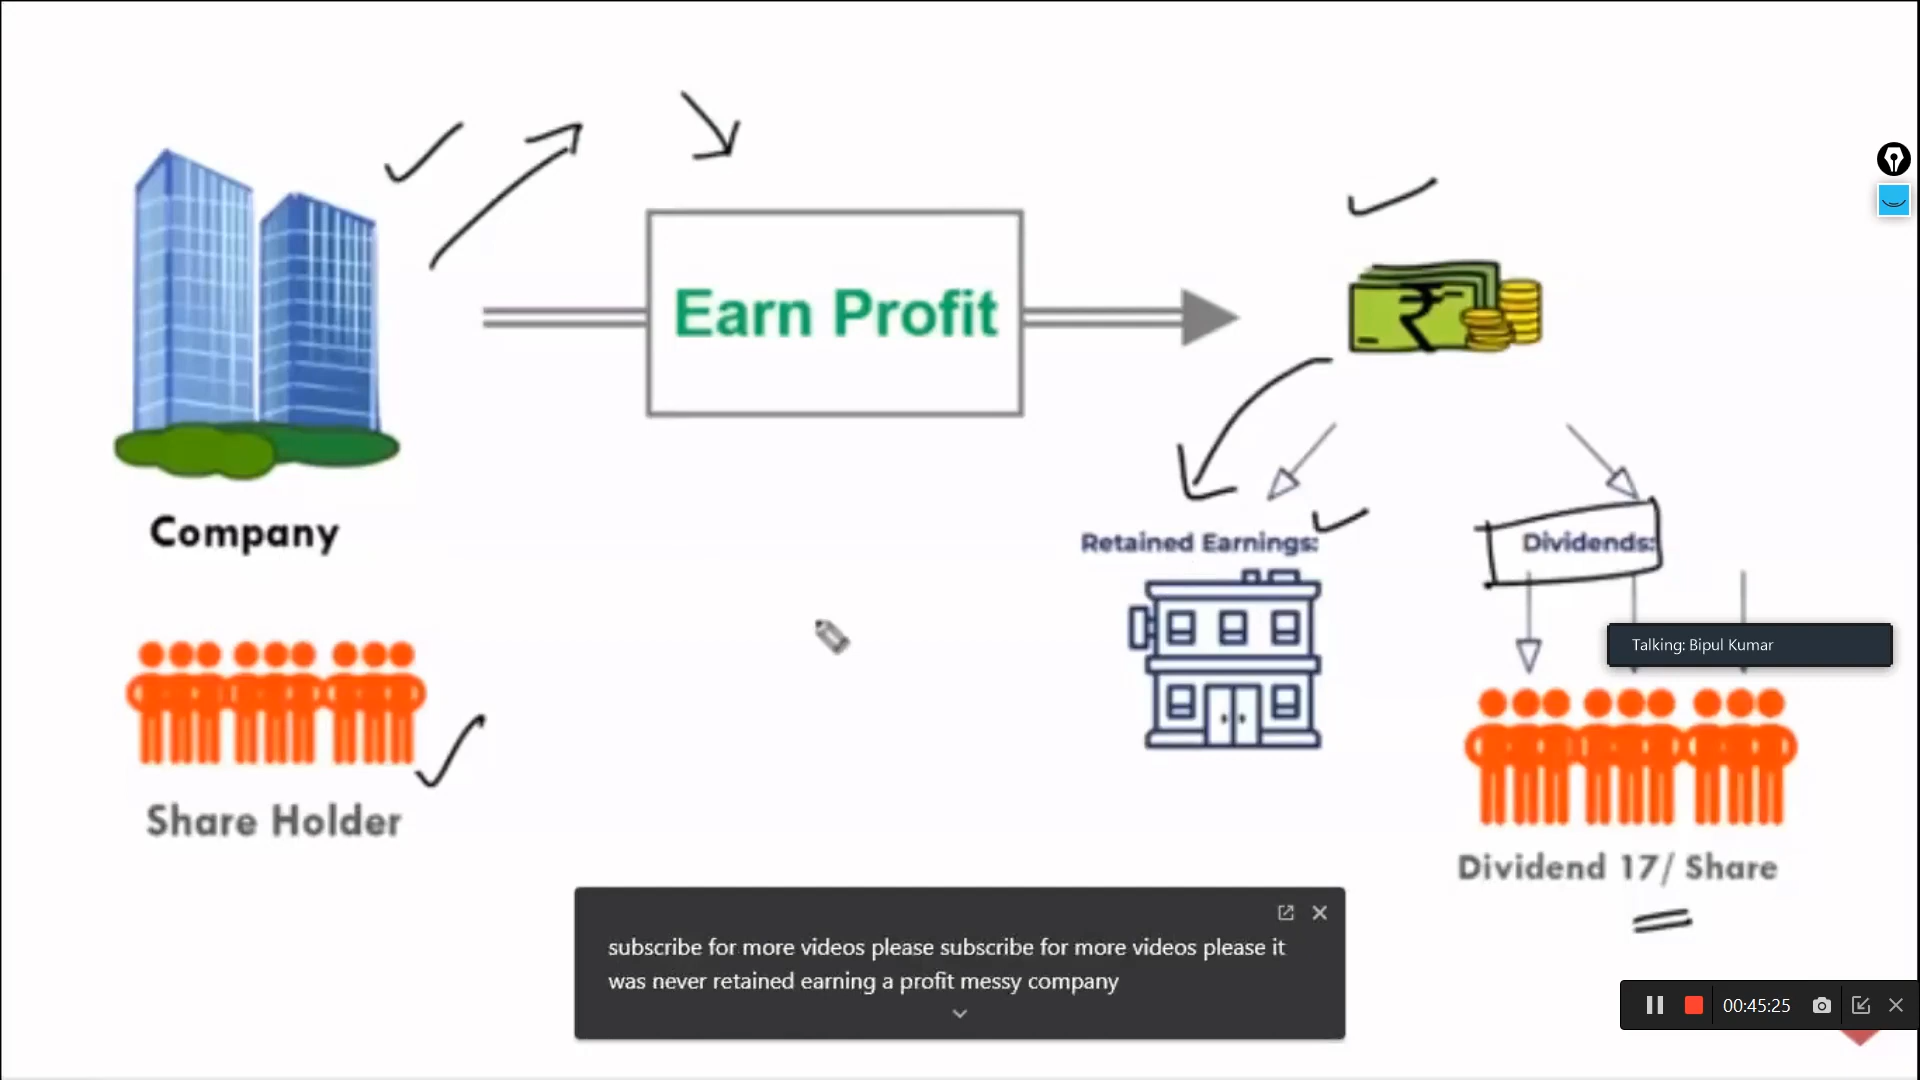 Earn Profit
₹
Company
Retained Earnings:
Dividends:
Talking: Bipul Kumar
Share Holder
Dividend 17/ Share
subscribe for more videos please subscribe for more videos please it
was never retained earning a profit messy company
00:45:25